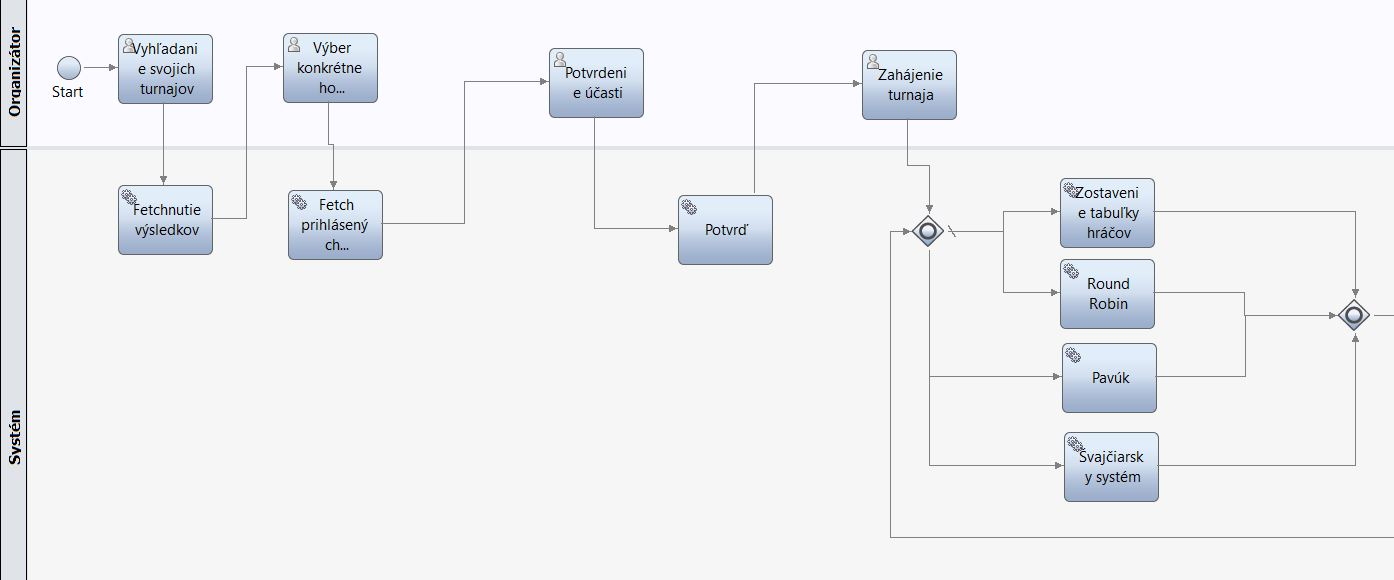 Organizátor
Start
Vyhľadani
e svojich
turnajov
Výber
konkrétne
ho...
Potvrdeni
e účasti
Zahájenie
turnaja
Systém
Fetchnutie
výsledkov
Fetch
prihlásený
ch...
Potvrď
Zostaveni
e tabuľky
hráčov
Round
Robin
Pavúk
Švajčiarsk
y systém